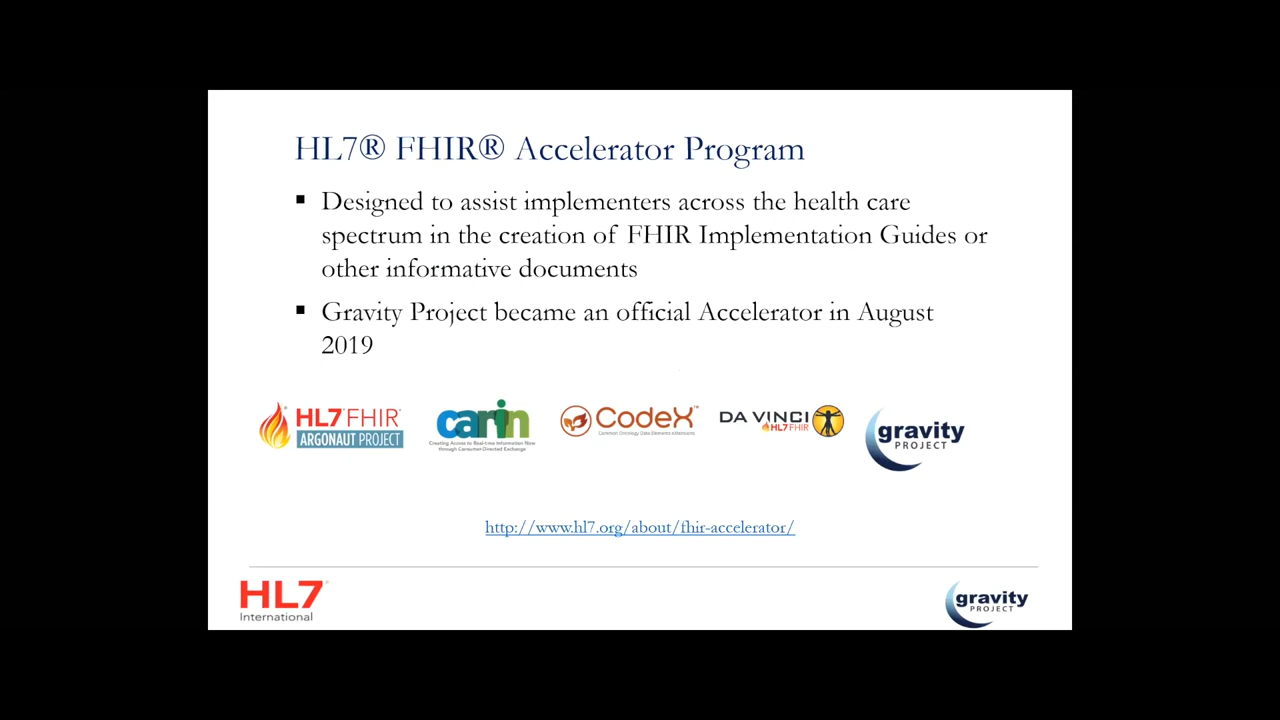 HL7® FHIR® Accelerator Program
▪ Designed to assist implementers across the health care
spectrum in the creation of FHIR Implementation Guides or
other informative documents
▪ Gravity Project became an official Accelerator in August
2019
HL7 FHIR®
ARGONAUT PROJECT
carin
Creating Access to Real-time Information Now
through Consumer-Directed Exchange
CodeX™
Common Oncology Data Elements eXtensions
DA VINCI
HL7 FHIR
gravity
PROJECT
http://www.hl7.org/about/fhir-accelerator/
HL7®
International
gravity
PROJECT